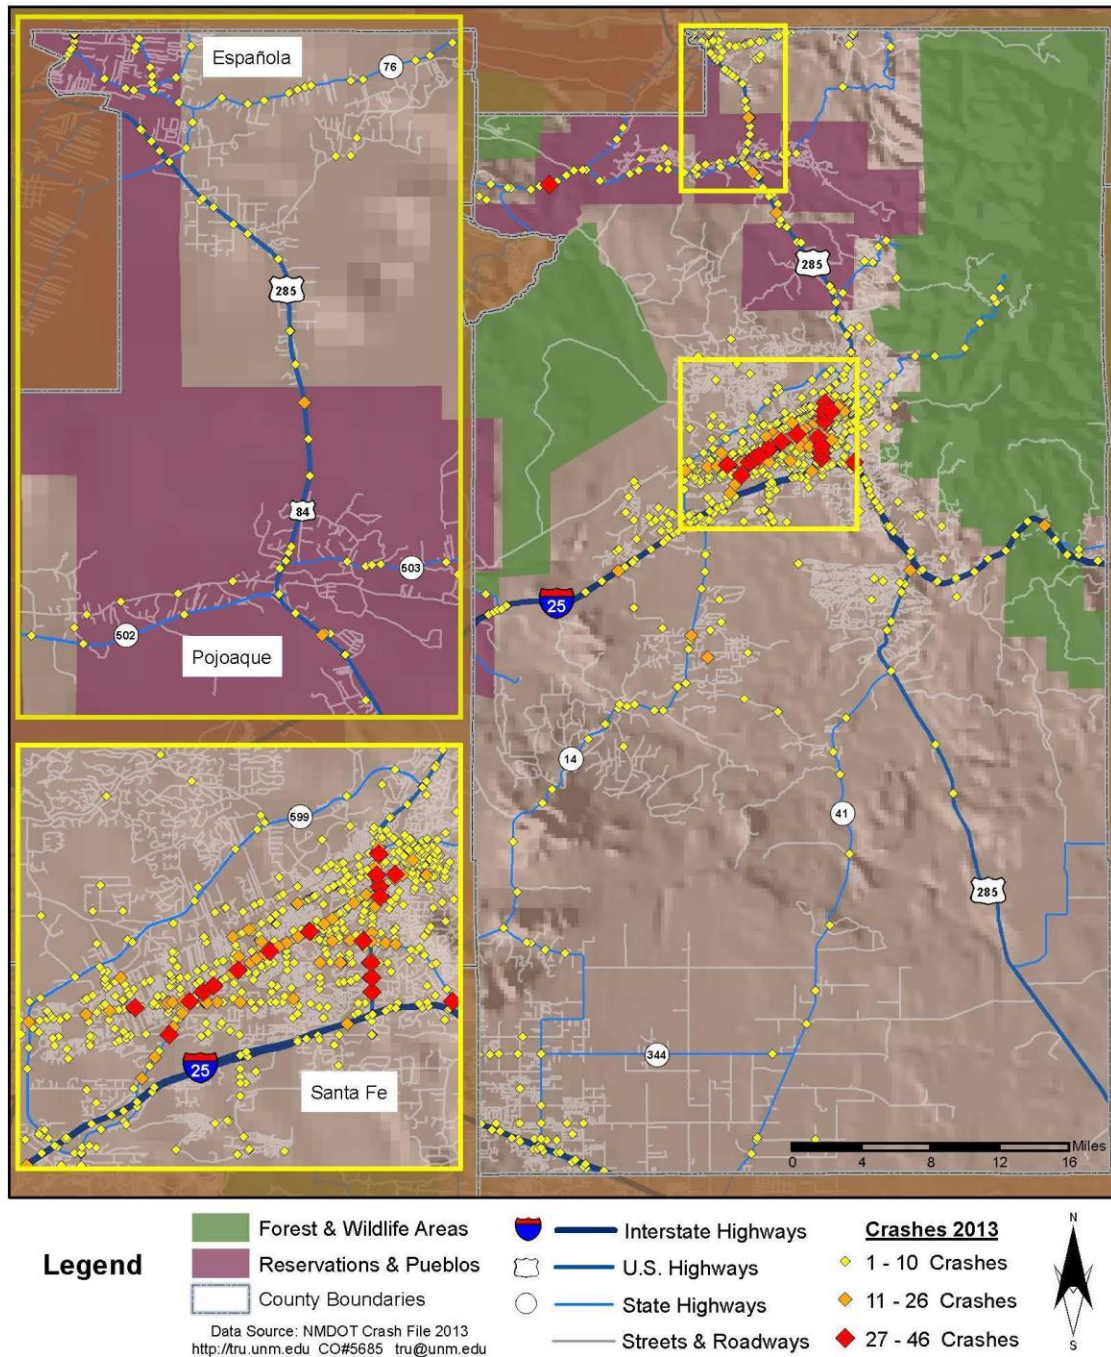 Española
76
285
84
503
502
Pojoaque
599
25
Santa Fe
285
25
14
41
285
344
Miles
0 4 8 12 16
Legend
Forest & Wildlife Areas
Reservations & Pueblos
County Boundaries
Data Source: NMDOT Crash File 2013
http://tru.unm.edu CO#5685 tru@unm.edu
Interstate Highways
U.S. Highways
State Highways
Streets & Roadways
Crashes 2013
1 - 10 Crashes
11 - 26 Crashes
27 - 46 Crashes
N
S